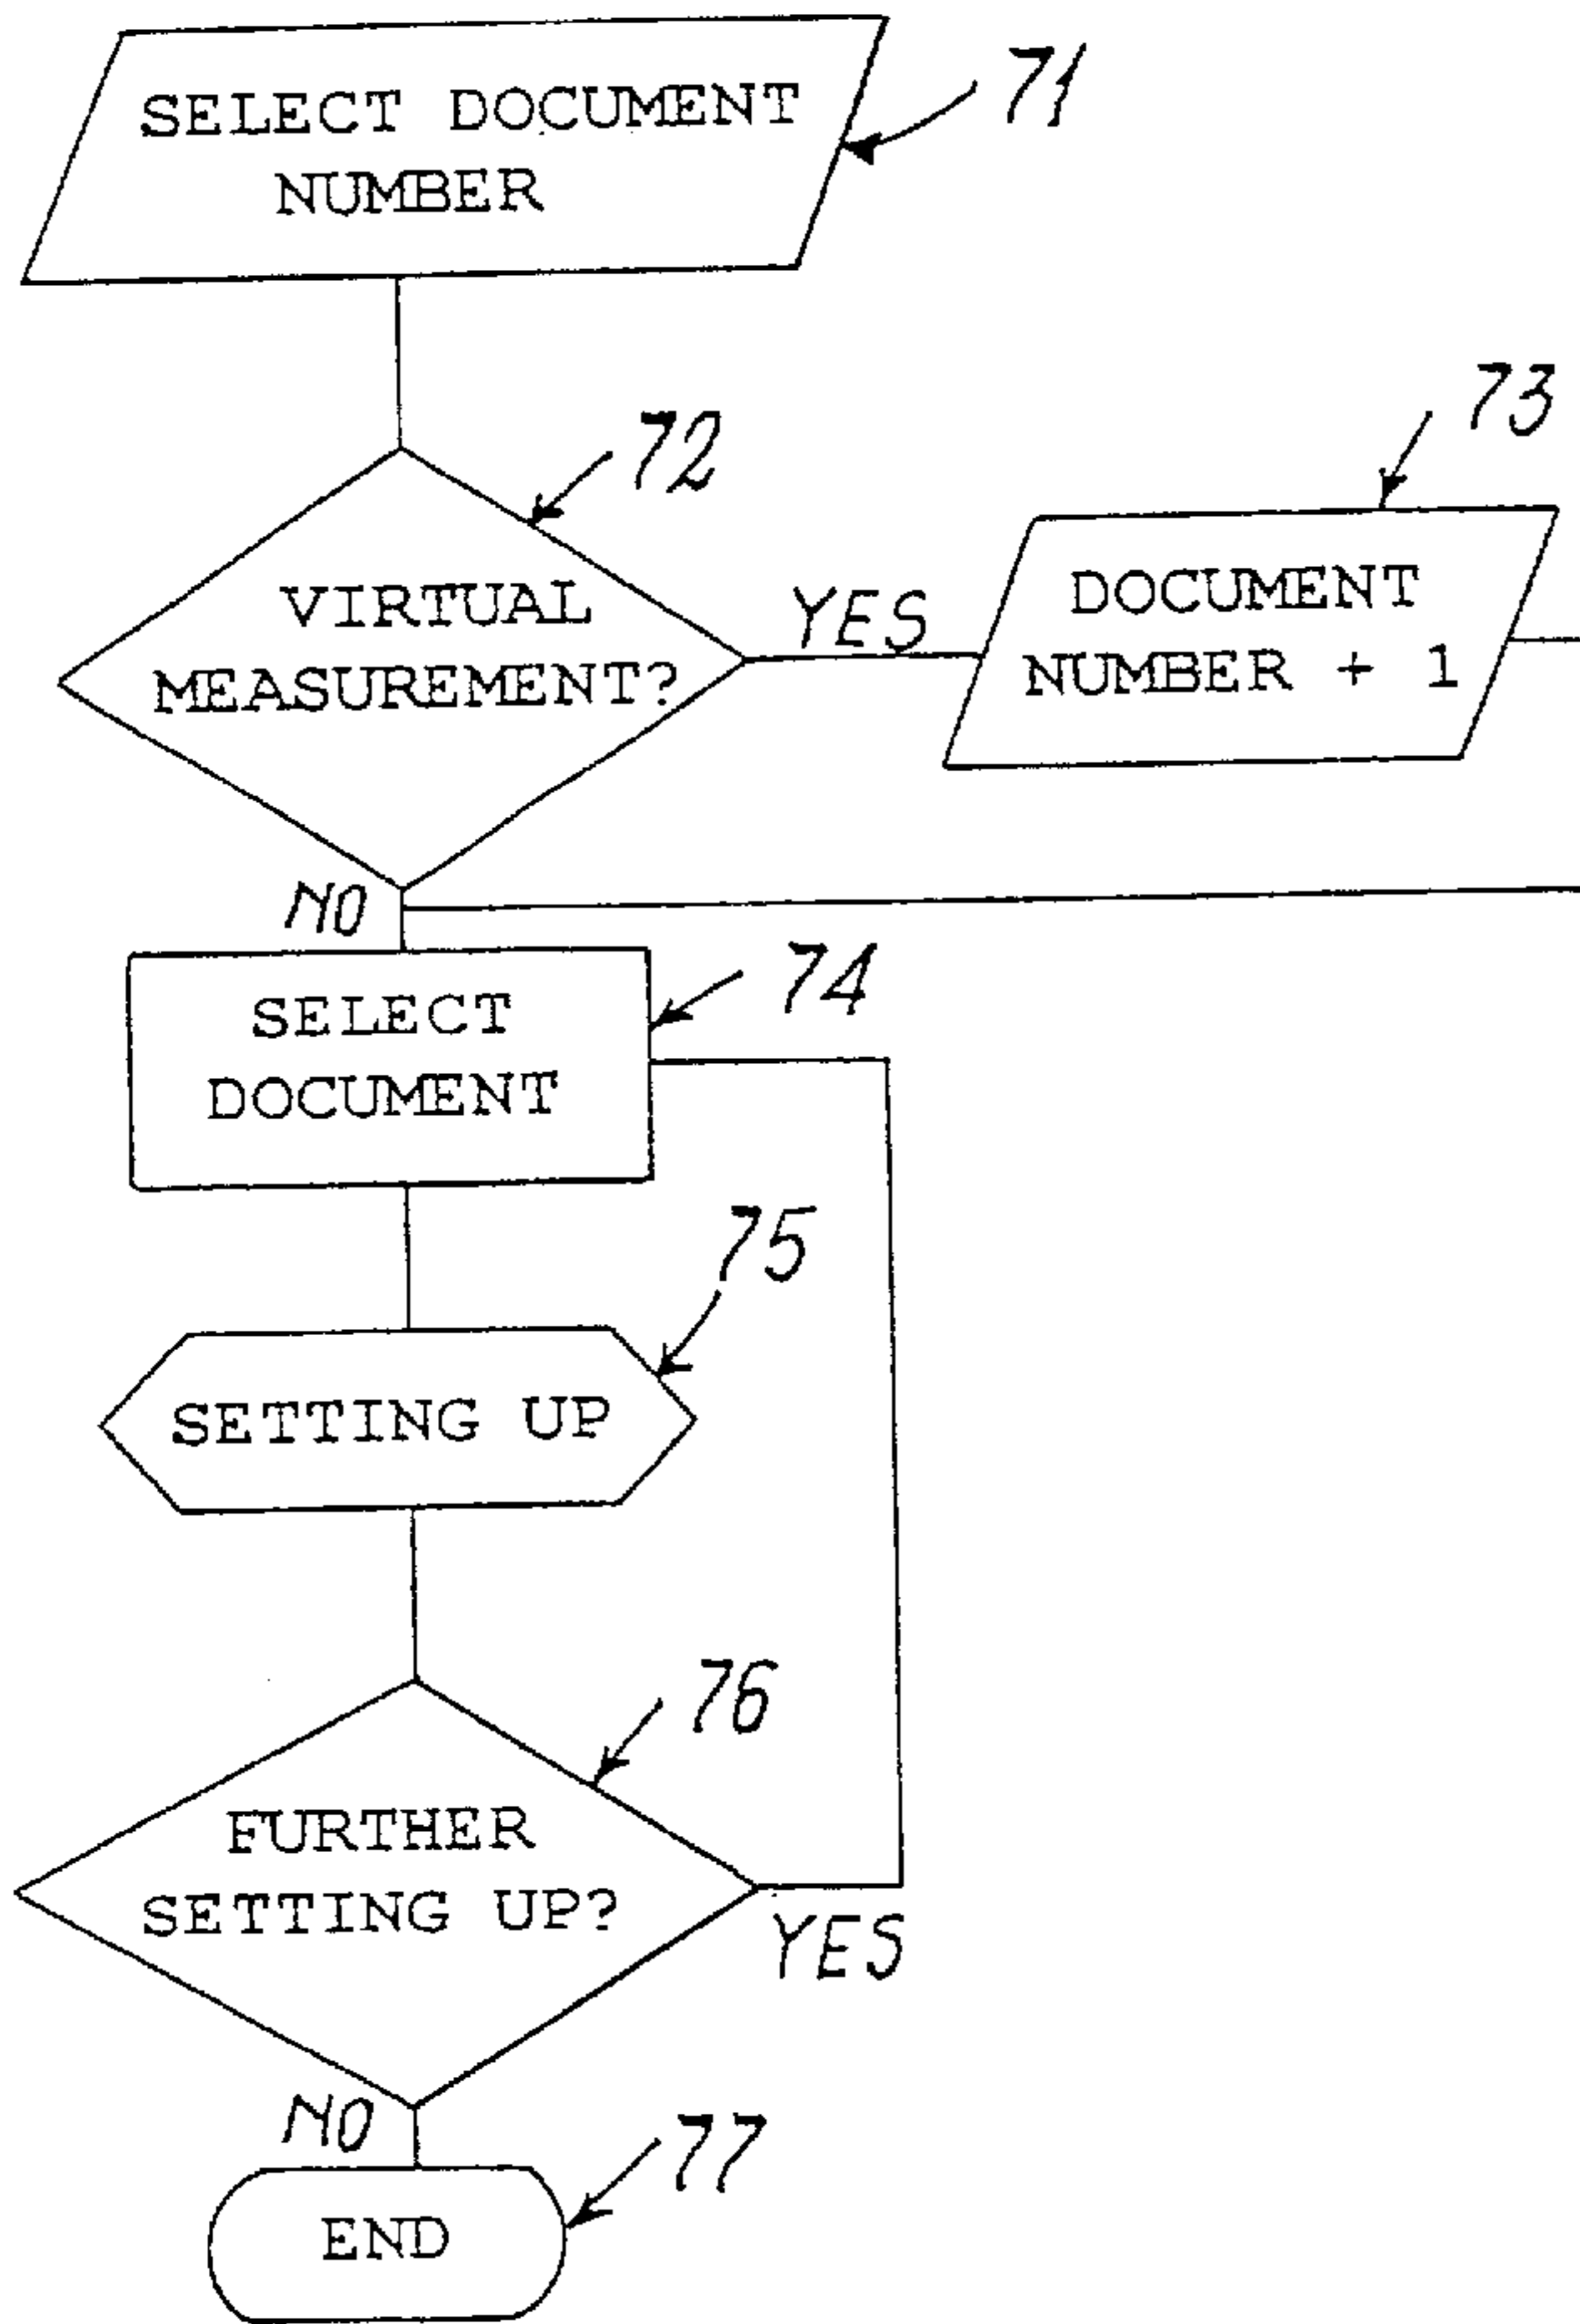 SELECT DOCUMENT
NUMBER
71
72
73
VIRTUAL
MEASUREMENT?
YES
DOCUMENT
NUMBER + 1
NO
74
SELECT
DOCUMENT
75
SETTING UP
76
FURTHER
SETTING UP?
YES
NO
77
END